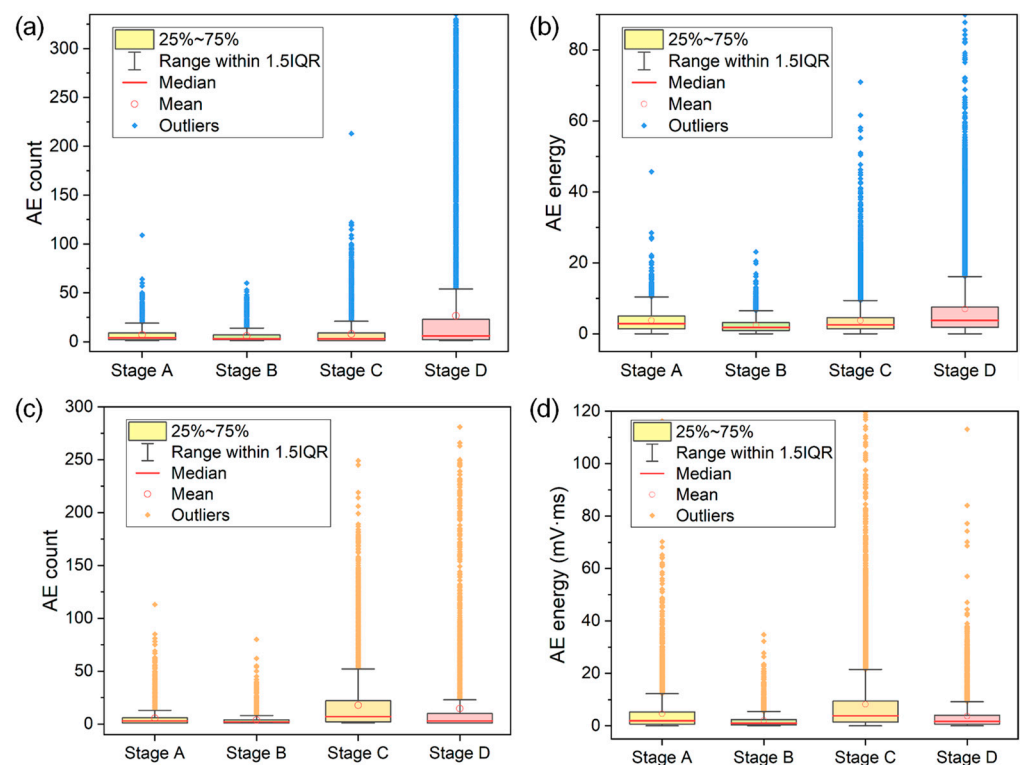 (a)
AE count
300
250
200
150
100
50
0
25%~75%
Range within 1.5IQR
Median
Mean
Outliers
Stage A Stage B Stage C Stage D
(b)
AE energy
80
60
40
20
0
25%~75%
Range within 1.5IQR
Median
Mean
Outliers
Stage A Stage B Stage C Stage D
(c)
AE count
300
250
200
150
100
50
0
25%~75%
Range within 1.5IQR
Median
Mean
Outliers
Stage A Stage B Stage C Stage D
(d)
AE energy (mV·ms)
120
100
80
60
40
20
0
25%~75%
Range within 1.5IQR
Median
Mean
Outliers
Stage A Stage B Stage C Stage D